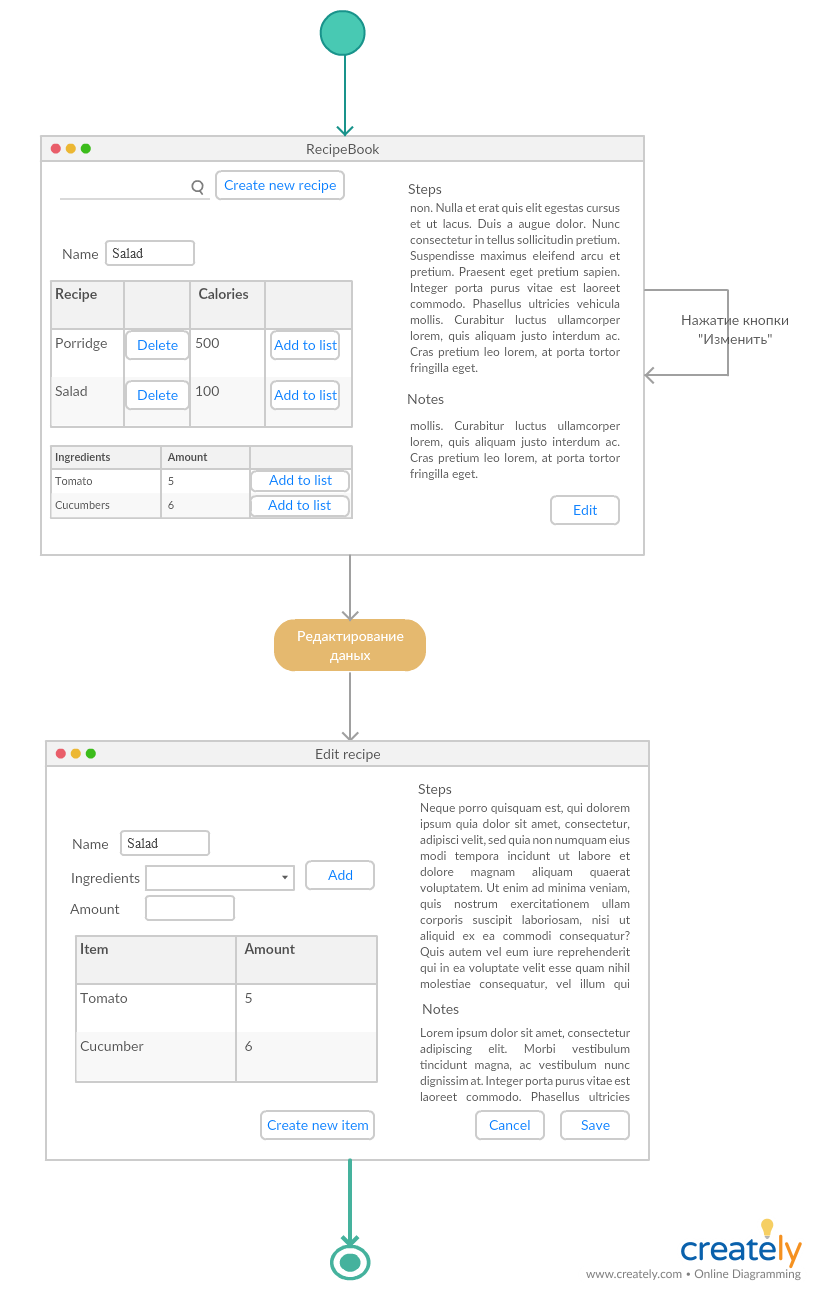 RecipeBook
Create new recipe
Name
Salad
Recipe
Calories
Porridge
Delete
500
Add to list
Salad
Delete
100
Add to list
Ingredients
Amount
Tomato
5
Add to list
Cucumbers
6
Add to list
Steps
non. Nulla et erat quis elit egestas cursus
et ut lacus. Duis a augue dolor. Nunc
consectetur in tellus sollicitudin pretium.
Suspendisse maximus eleifend arcu et
pretium. Praesent eget pretium sapien.
Integer porta purus vitae est laoreet
commodo. Phasellus ultricies vehicula
mollis. Curabitur luctus ullamcorper
lorem, quis aliquam justo interdum ac.
Cras pretium leo lorem, at porta tortor
fringilla eget.
Notes
mollis. Curabitur luctus ullamcorper
lorem, quis aliquam justo interdum ac.
Cras pretium leo lorem, at porta tortor
fringilla eget.
Edit
Нажатие кнопки
"Изменить"
Редактирование
даных
Edit recipe
Name
Salad
Ingredients
Add
Amount
Item
Amount
Tomato
5
Cucumber
6
Create new item
Steps
Neque porro quisquam est, qui dolorem
ipsum quia dolor sit amet, consectetur,
adipisci velit, sed quia non numquam eius
modi tempora incidunt ut labore et
dolore magnam aliquam quaerat
voluptatem. Ut enim ad minima veniam,
quis nostrum exercitationem ullam
corporis suscipit laboriosam, nisi ut
aliquid ex ea commodi consequatur?
Quis autem vel eum iure reprehenderit
qui in ea voluptate velit esse quam nihil
molestiae consequatur, vel illum qui
Notes
Lorem ipsum dolor sit amet, consectetur
adipiscing elit. Morbi vestibulum
tincidunt magna, ac vestibulum nunc
dignissim at. Integer porta purus vitae est
laoreet commodo. Phasellus ultricies
Cancel
Save
creately
www.creately.com • Online Diagramming